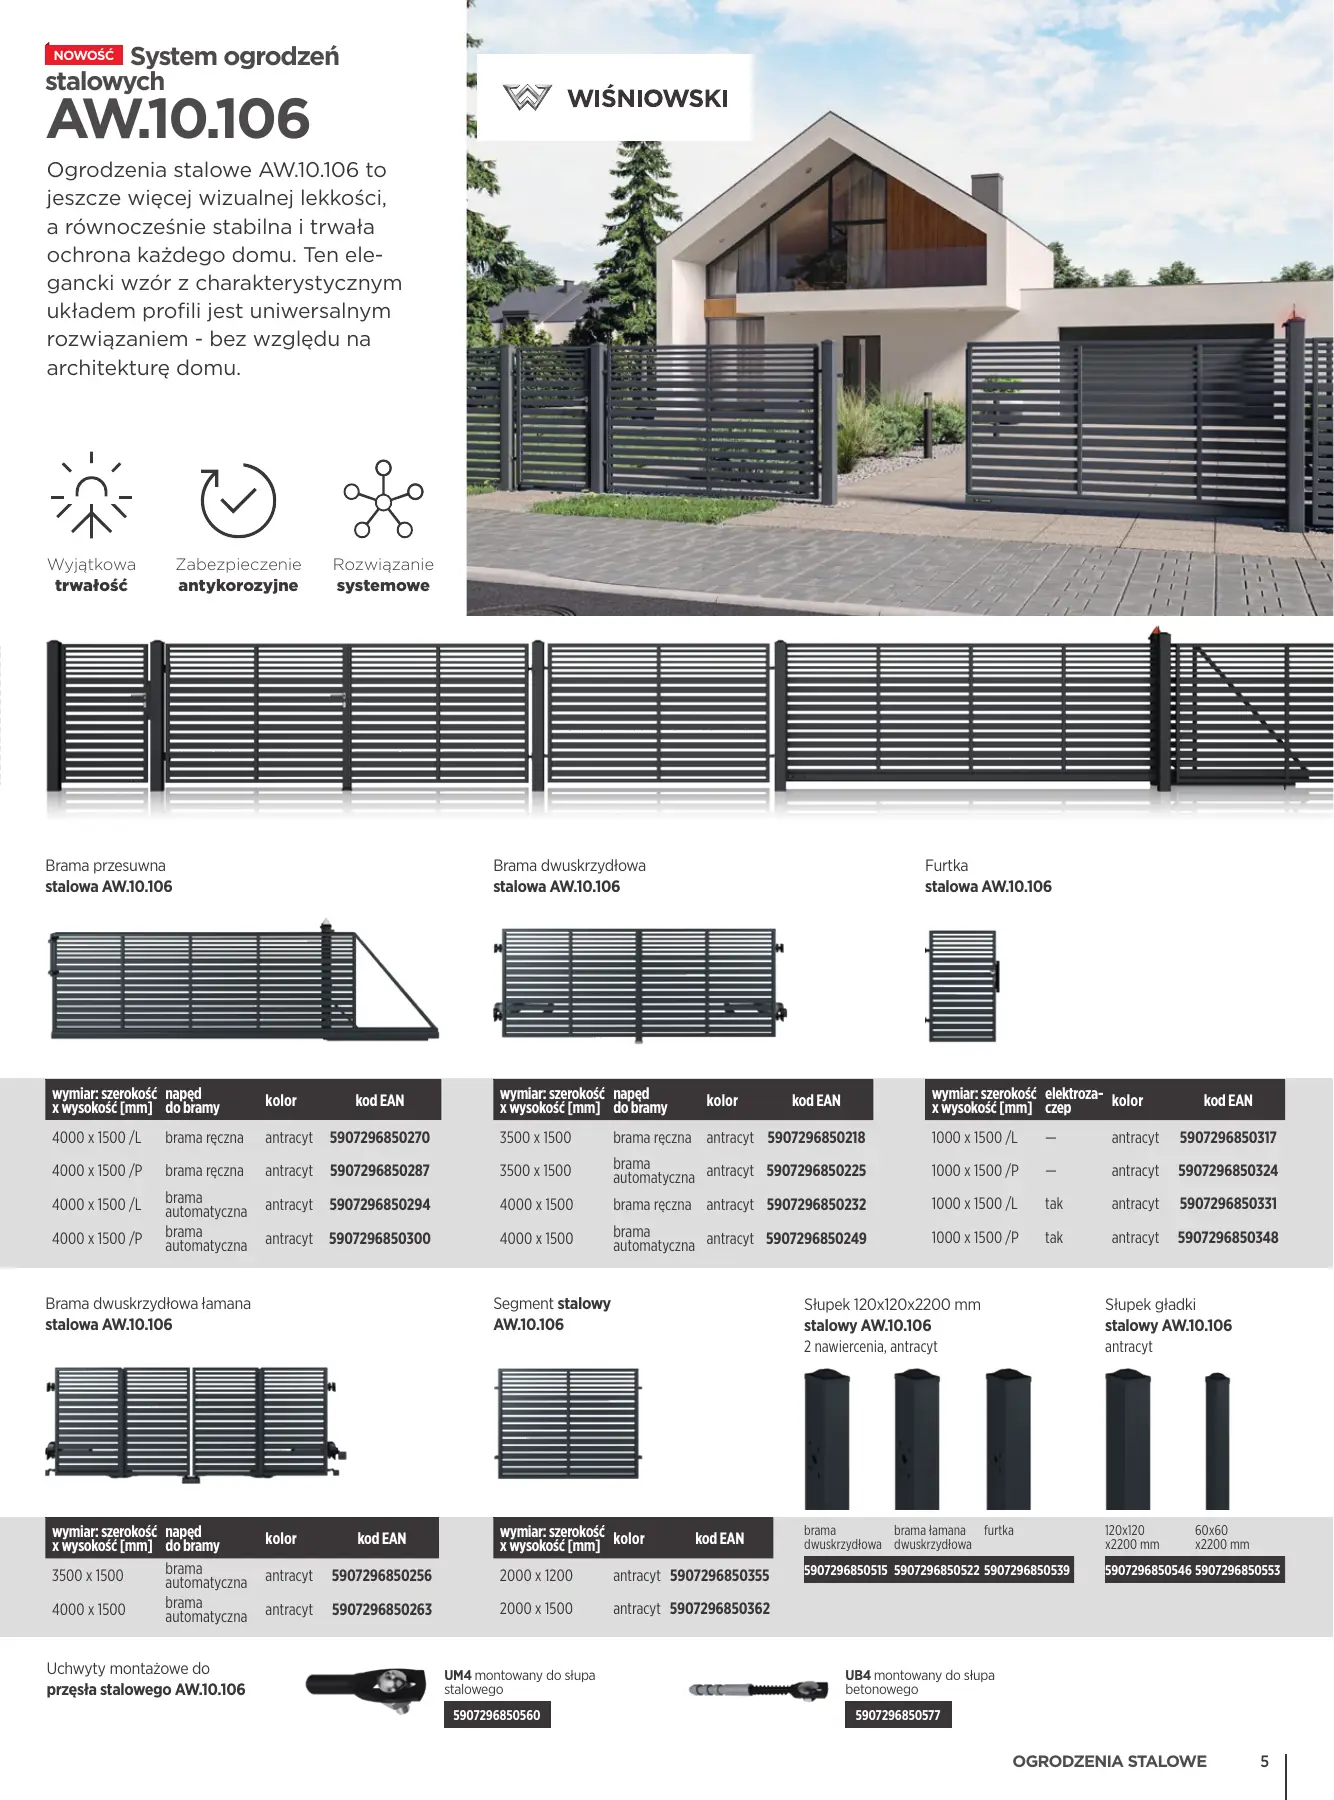 NOWOŚĆ System ogrodzeń
stalowych
AW.10.106
Ogrodzenia stalowe AW.10.106 to
jeszcze więcej wizualnej lekkości,
a równocześnie stabilna i trwała
ochrona każdego domu. Ten ele-
gancki wzór z charakterystycznym
układem profili jest uniwersalnym
rozwiązaniem - bez względu na
architekturę domu.
WIŚNIOWSKI
Wyjątkowa
trwałość
Zabezpieczenie
antykorozyjne
Rozwiązanie
systemowe
Brama przesuwna
stalowa AW.10.106
wymiar: szerokość x wysokość [mm] napęd do bramy kolor kod EAN
4000 x 1500 /L brama ręczna antracyt 5907296850270
4000 x 1500 /P brama ręczna antracyt 5907296850287
4000 x 1500 /L brama automatyczna antracyt 5907296850294
4000 x 1500 /P brama automatyczna antracyt 5907296850300
Brama dwuskrzydłowa
stalowa AW.10.106
wymiar: szerokość x wysokość [mm] napęd do bramy kolor kod EAN
3500 x 1500 brama ręczna antracyt 5907296850218
3500 x 1500 brama automatyczna antracyt 5907296850225
4000 x 1500 brama ręczna antracyt 5907296850232
4000 x 1500 brama automatyczna antracyt 5907296850249
Furtka
stalowa AW.10.106
wymiar: szerokość x wysokość [mm] elektroza-czep kolor kod EAN
1000 x 1500 /L — antracyt 5907296850317
1000 x 1500 /P — antracyt 5907296850324
1000 x 1500 /L tak antracyt 5907296850331
1000 x 1500 /P tak antracyt 5907296850348
Brama dwuskrzydłowa łamana
stalowa AW.10.106
wymiar: szerokość x wysokość [mm] napęd do bramy kolor kod EAN
3500 x 1500 brama automatyczna antracyt 5907296850256
4000 x 1500 brama automatyczna antracyt 5907296850263
Segment stalowy
AW.10.106
wymiar: szerokość x wysokość [mm] kolor kod EAN
2000 x 1200 antracyt 5907296850355
2000 x 1500 antracyt 5907296850362
Słupek 120x120x2200 mm
stalowy AW.10.106
2 nawiercenia, antracyt
brama dwuskrzydłowa
brama łamana dwuskrzydłowa
furtka
5907296850515 5907296850522 5907296850539
Słupek gładki
stalowy AW.10.106
antracyt
120x120 x2200 mm
60x60 x2200 mm
5907296850546 5907296850553
Uchwyty montażowe do
przęsła stalowego AW.10.106
UM4 montowany do słupa
stalowego
5907296850560
UB4 montowany do słupa
betonowego
5907296850577
OGRODZENIA STALOWE 5